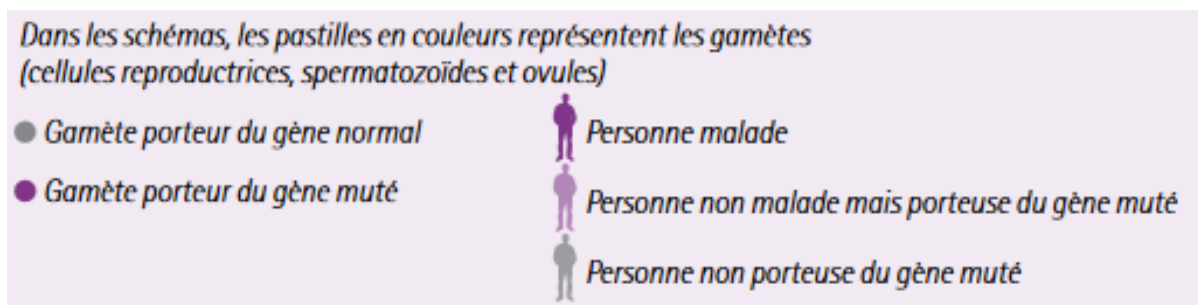 Dans les schémas, les pastilles en couleurs représentent les gamètes
(cellules reproductrices, spermatozoïdes et ovules)
Gamète porteur du gène normal
Gamète porteur du gène muté
Personne malade
Personne non malade mais porteuse du gène muté
Personne non porteuse du gène muté